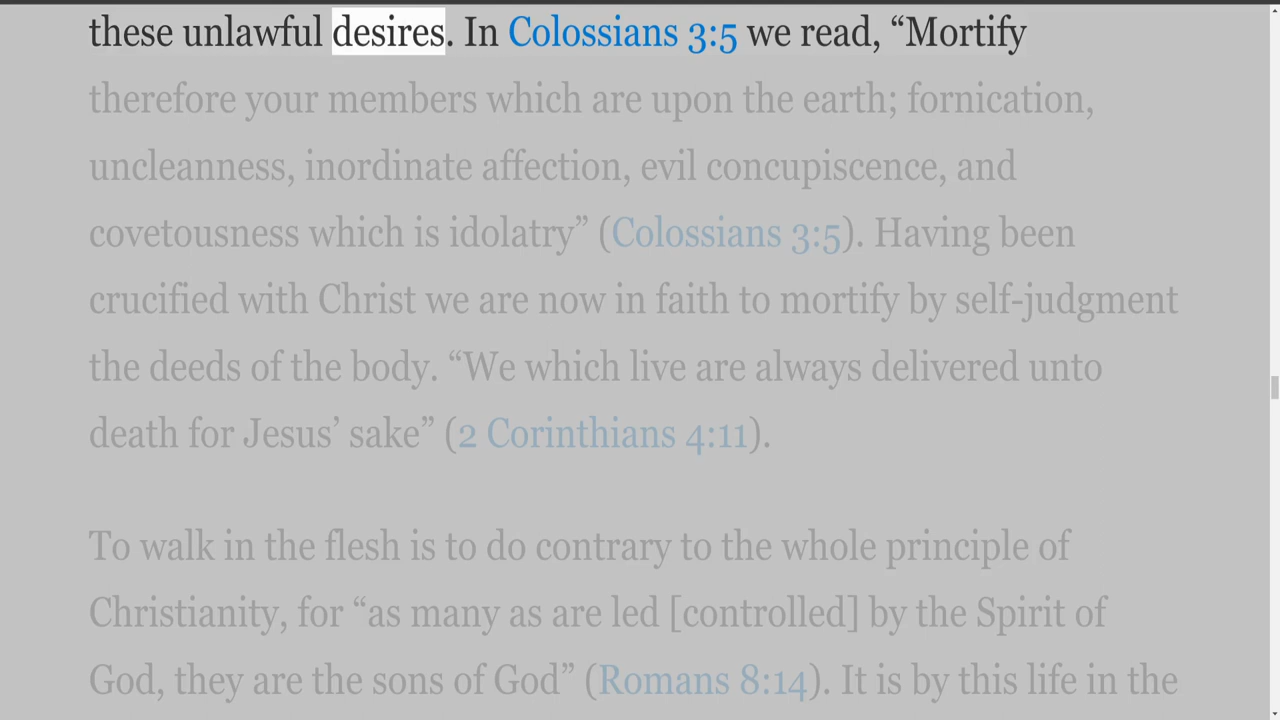 these unlawful desires. In Colossians 3:5 we read, “Mortify
therefore your members which are upon the earth; fornication,
uncleanness, inordinate affection, evil concupiscence, and
covetousness which is idolatry” (Colossians 3:5). Having been
crucified with Christ we are now in faith to mortify by self-judgment
the deeds of the body. “We which live are always delivered unto
death for Jesus’ sake” (2 Corinthians 4:11).
To walk in the flesh is to do contrary to the whole principle of
Christianity, for “as many as are led [controlled] by the Spirit of
God, they are the sons of God” (Romans 8:14). It is by this life in the